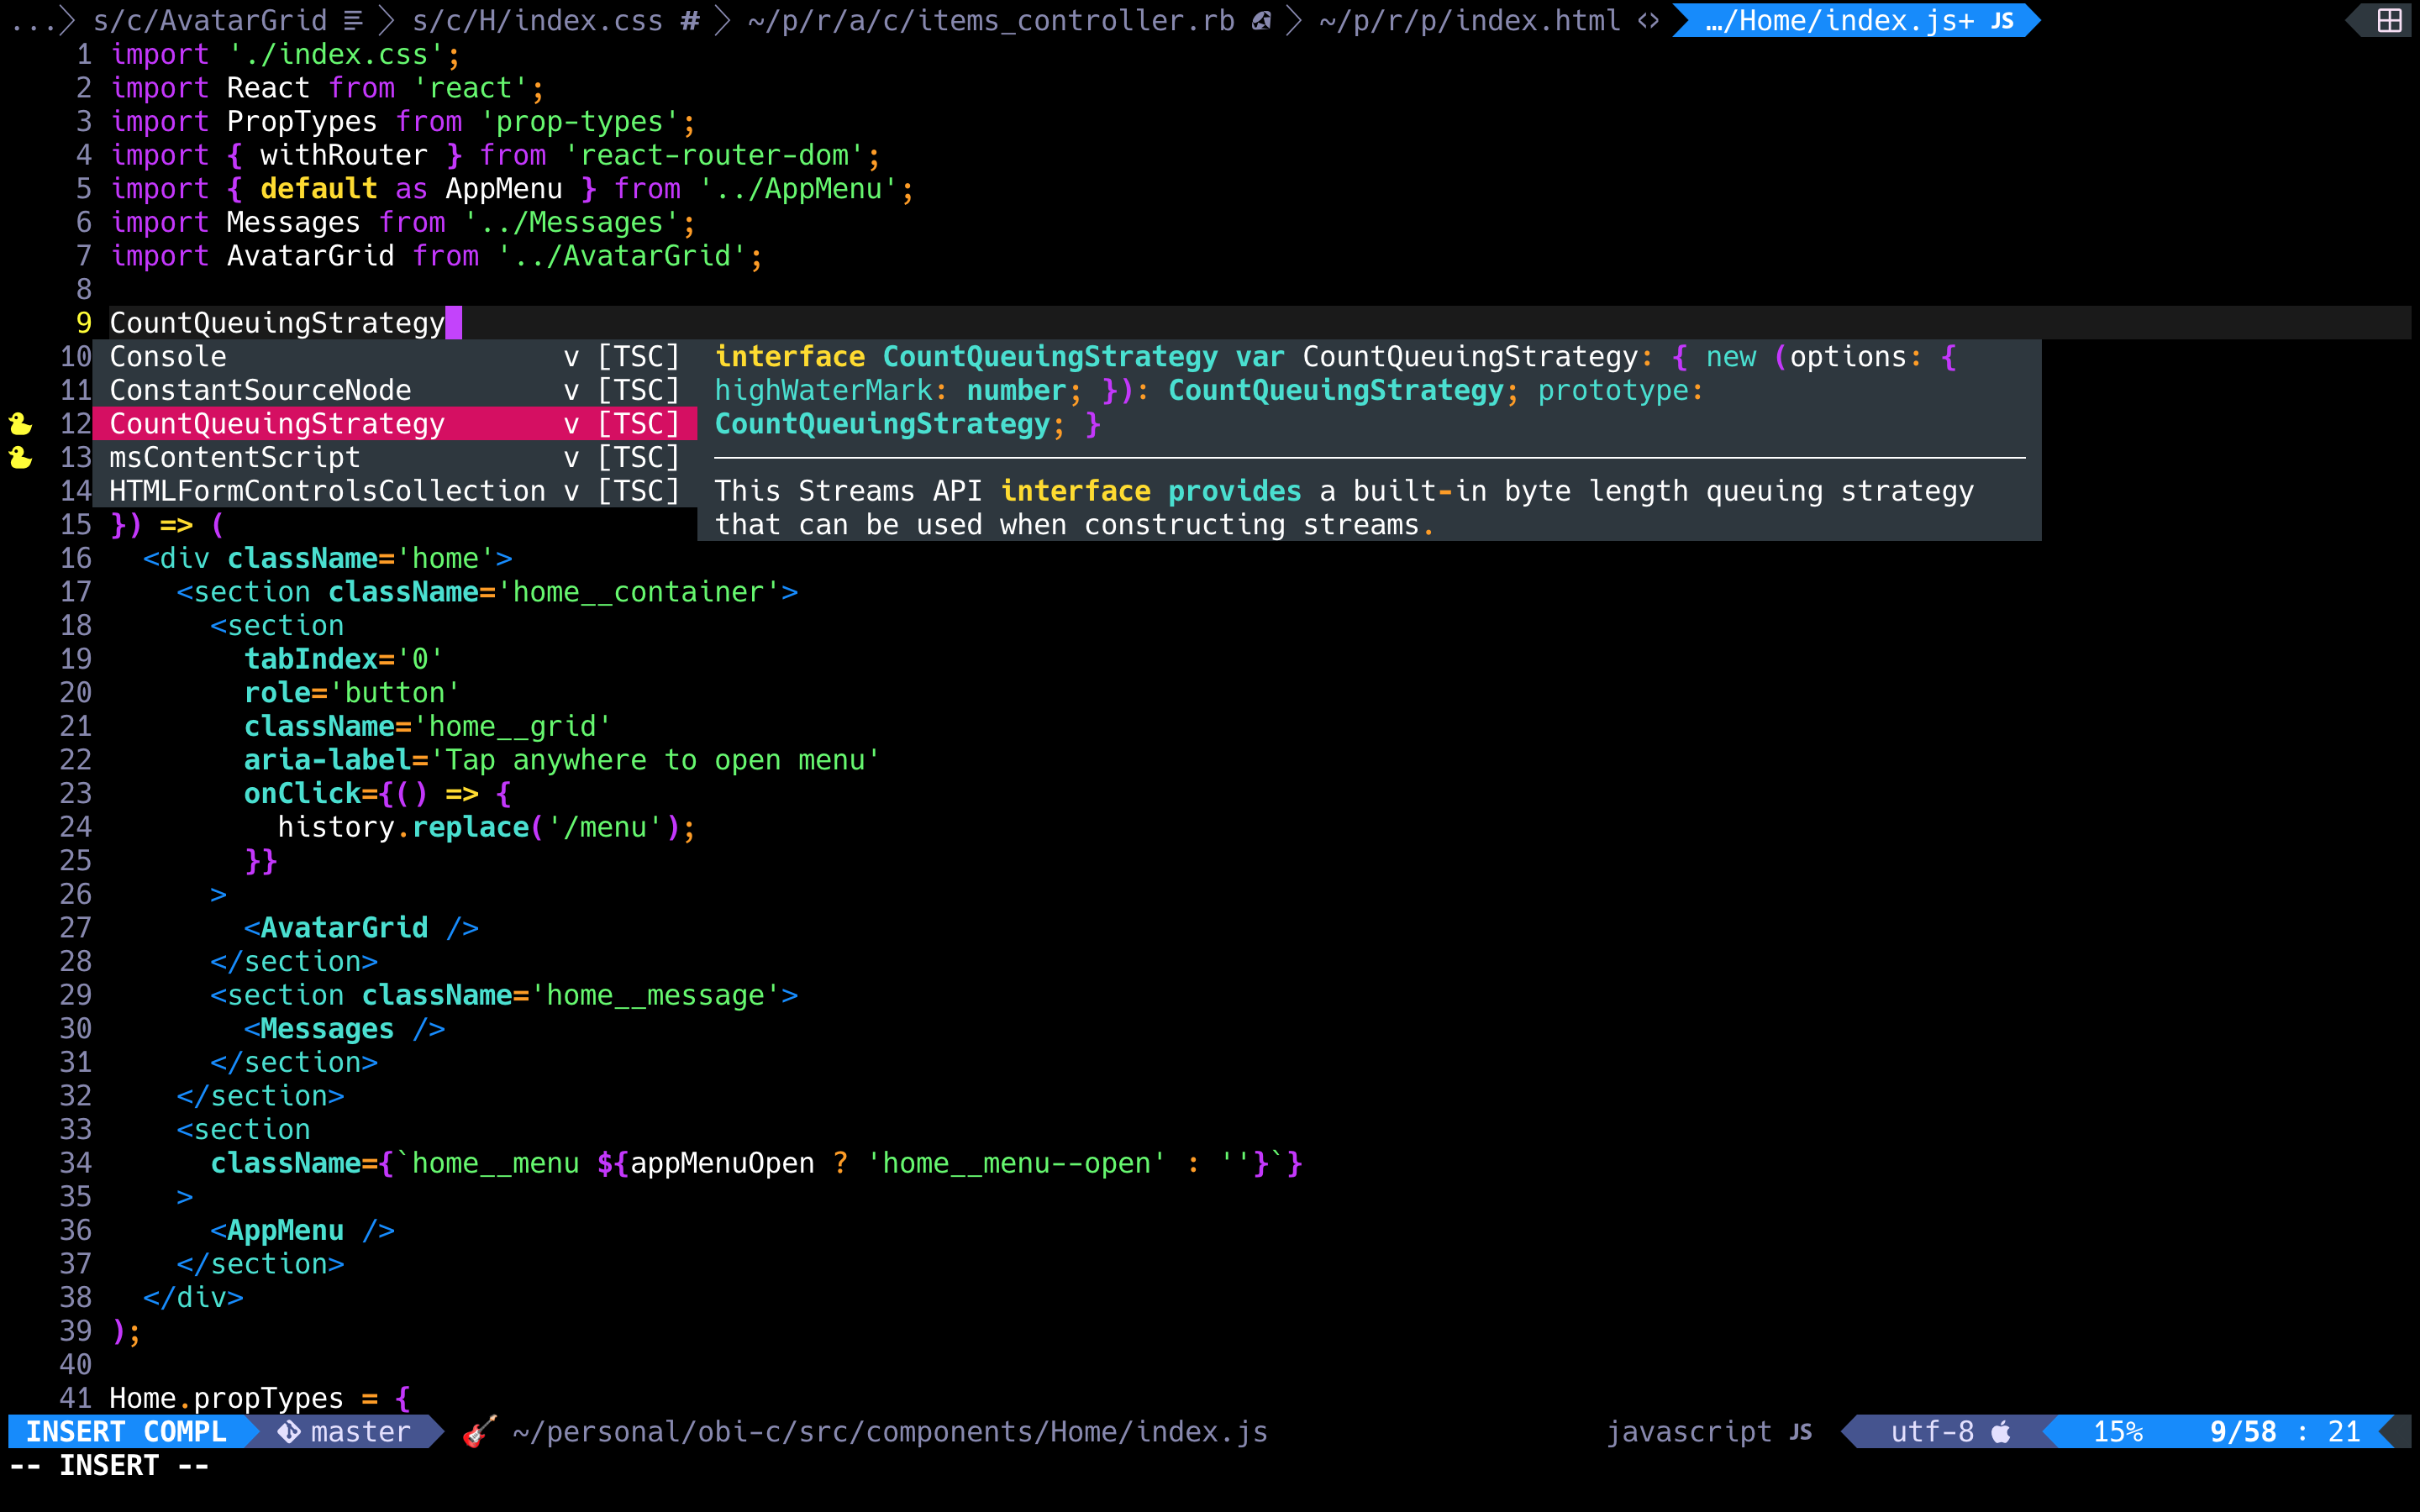 ...> s/c/AvatarGrid > s/c/H/index.css # > ~/p/r/a/c/items_controller.rb > ~/p/r/p/index.html <> …/Home/index.js+ JS
1 import './index.css';
2 import React from 'react';
3 import PropTypes from 'prop-types';
4 import { withRouter } from 'react-router-dom';
5 import { default as AppMenu } from '../AppMenu';
6 import Messages from '../Messages';
7 import AvatarGrid from '../AvatarGrid';
8
9 CountQueuingStrategy
10 Console v [TSC] interface CountQueuingStrategy var CountQueuingStrategy: { new (options: {
11 ConstantSourceNode v [TSC] highWaterMark: number; }): CountQueuingStrategy; prototype:
12 CountQueuingStrategy v [TSC] CountQueuingStrategy; }
13 msContentScript v [TSC]
14 HTMLFormControlsCollection v [TSC] This Streams API interface provides a built-in byte length queuing strategy
15 }) => ( that can be used when constructing streams.
16 <div className='home'>
17 <section className='home__container'>
18 <section
19 tabIndex='0'
20 role='button'
21 className='home__grid'
22 aria-label='Tap anywhere to open menu'
23 onClick={() => {
24 history.replace('/menu');
25 }}
26 >
27 <AvatarGrid />
28 </section>
29 <section className='home__message'>
30 <Messages />
31 </section>
32 </section>
33 <section
34 className={`home__menu ${appMenuOpen ? 'home__menu--open' : ''}`}
35 >
36 <AppMenu />
37 </section>
38 </div>
39 );
40
41 Home.propTypes = {
INSERT COMPL master ~/personal/obi-c/src/components/Home/index.js javascript JS utf-8 15% 9/58 : 21
-- INSERT --